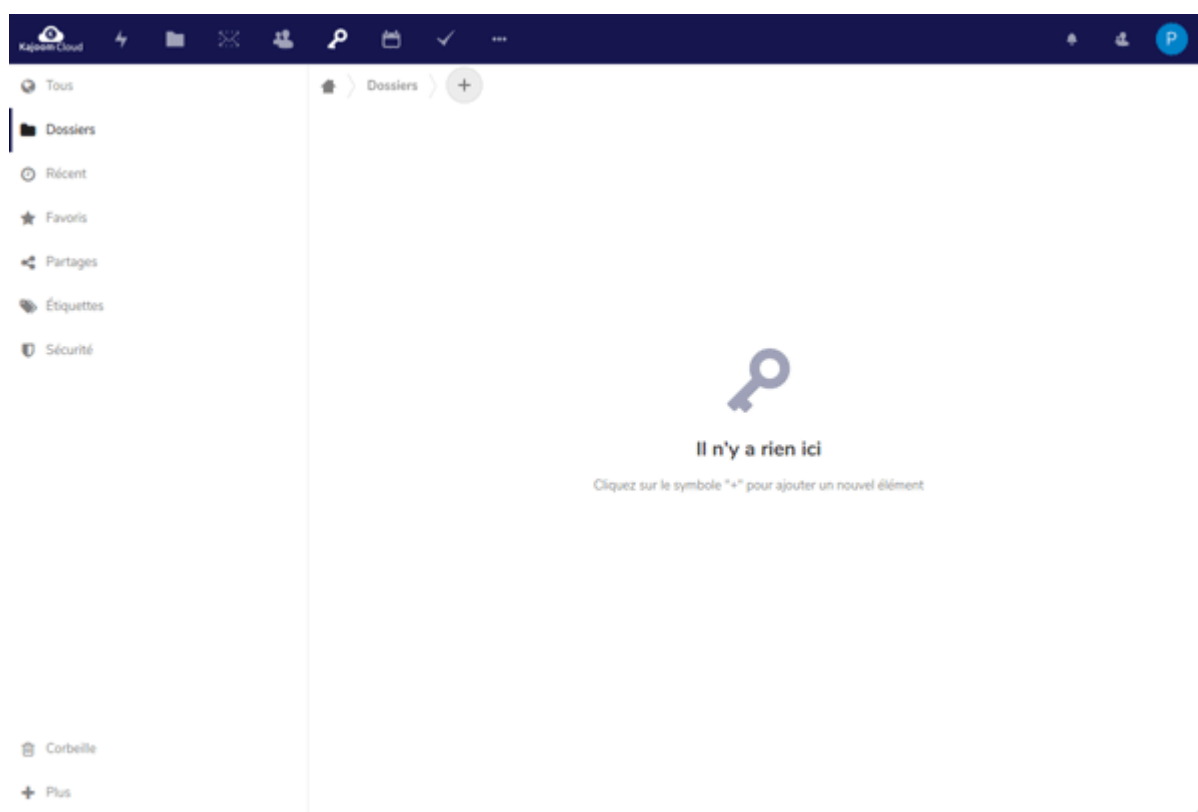 Kajoom Cloud
P
Tous
Dossiers
Dossiers
+
Récent
Favoris
Partages
Étiquettes
Sécurité
Il n'y a rien ici
Cliquez sur le symbole "+" pour ajouter un nouvel élément
Corbeille
Plus